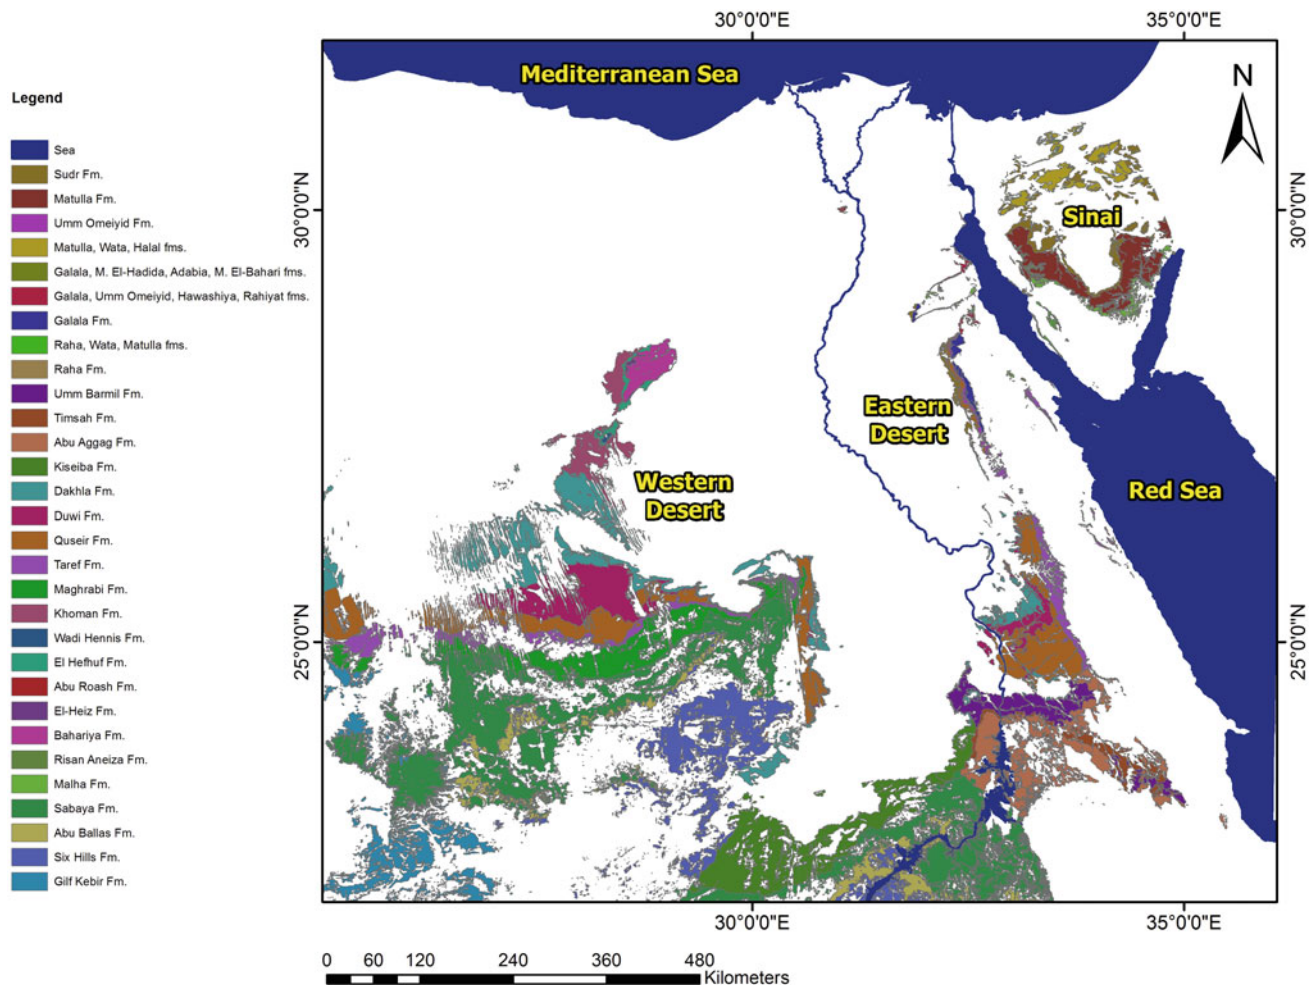 30°0'0"E
35°0'0"E
Mediterranean Sea
N
Legend
Sea
Sudr Fm.
Matulla Fm.
Umm Omeiyid Fm.
Matulla, Wata, Halal fms.
Galala, M. El-Hadida, Adabia, M. El-Bahari fms.
Galala, Umm Omeiyid, Hawashiya, Rahiyat fms.
Galala Fm.
Raha, Wata, Matulla fms.
Raha Fm.
Umm Barmil Fm.
Timsah Fm.
Abu Aggag Fm.
Kiseiba Fm.
Dakhla Fm.
Duwi Fm.
Quseir Fm.
Taref Fm.
Maghrabi Fm.
Khoman Fm.
Wadi Hennis Fm.
El Hefhuf Fm.
Abu Roash Fm.
El-Heiz Fm.
Bahariya Fm.
Risan Aneiza Fm.
Malha Fm.
Sabaya Fm.
Abu Ballas Fm.
Six Hills Fm.
Gilf Kebir Fm.
30°0'0"N
30°0'0"N
Sinai
Eastern
Desert
Western
Desert
Red Sea
25°0'0"N
25°0'0"N
30°0'0"E
35°0'0"E
0 60 120 240 360 480
Kilometers